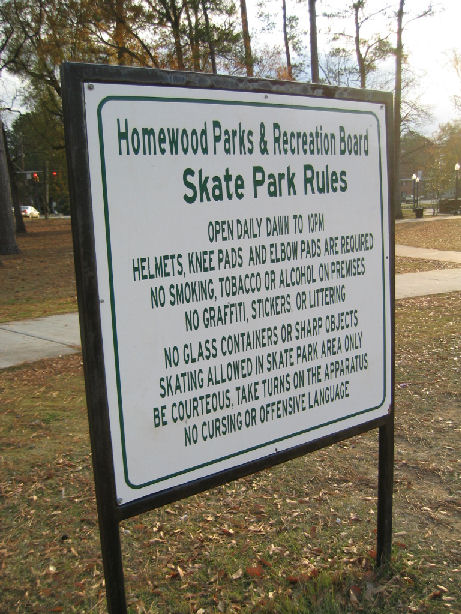 Homewood Parks & Recreation Board
Skate Park Rules
OPEN DAILY DAWN TO 10PM
HELMETS, KNEE PADS AND ELBOW PADS ARE REQUIRED
NO SMOKING, TOBACCO OR ALCOHOL ON PREMISES
NO GRAFFITI, STICKERS OR LITTERING
NO GLASS CONTAINERS OR SHARP OBJECTS
SKATING ALLOWED IN SKATE PARK AREA ONLY
BE COURTEOUS, TAKE TURNS ON THE APPARATUS
NO CURSING OR OFFENSIVE LANGUAGE